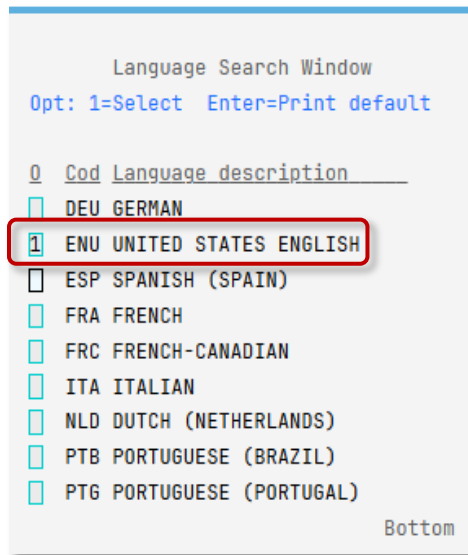 Language Search Window
Opt: 1=Select  Enter=Print default
O  Cod Language description
DEU GERMAN
1 ENU UNITED STATES ENGLISH
ESP SPANISH (SPAIN)
FRA FRENCH
FRC FRENCH-CANADIAN
ITA ITALIAN
NLD DUTCH (NETHERLANDS)
PTB PORTUGUESE (BRAZIL)
PTG PORTUGUESE (PORTUGAL)
Bottom